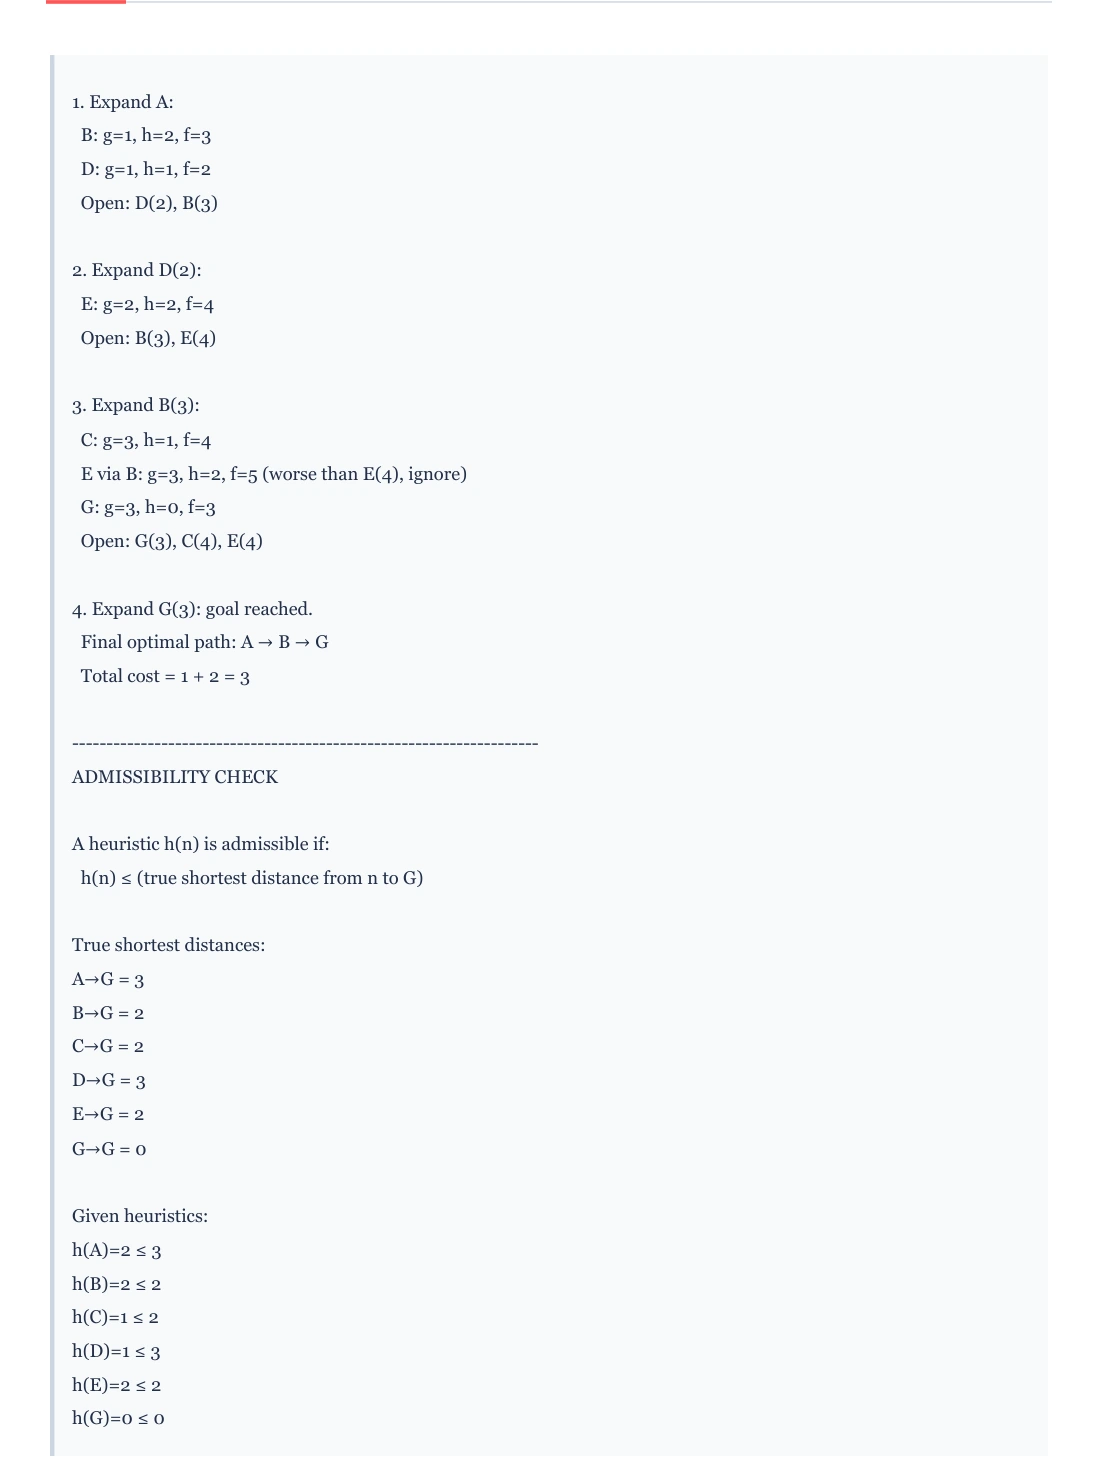 1. Expand A:
B: g=1, h=2, f=3
D: g=1, h=1, f=2
Open: D(2), B(3)
2. Expand D(2):
E: g=2, h=2, f=4
Open: B(3), E(4)
3. Expand B(3):
C: g=3, h=1, f=4
E via B: g=3, h=2, f=5 (worse than E(4), ignore)
G: g=3, h=0, f=3
Open: G(3), C(4), E(4)
4. Expand G(3): goal reached.
Final optimal path: A → B → G
Total cost = 1 + 2 = 3
--------------------------------------------------------------------
ADMISSIBILITY CHECK
A heuristic h(n) is admissible if:
h(n) ≤ (true shortest distance from n to G)
True shortest distances:
A→G = 3
B→G = 2
C→G = 2
D→G = 3
E→G = 2
G→G = 0
Given heuristics:
h(A)=2 ≤ 3
h(B)=2 ≤ 2
h(C)=1 ≤ 2
h(D)=1 ≤ 3
h(E)=2 ≤ 2
h(G)=0 ≤ 0